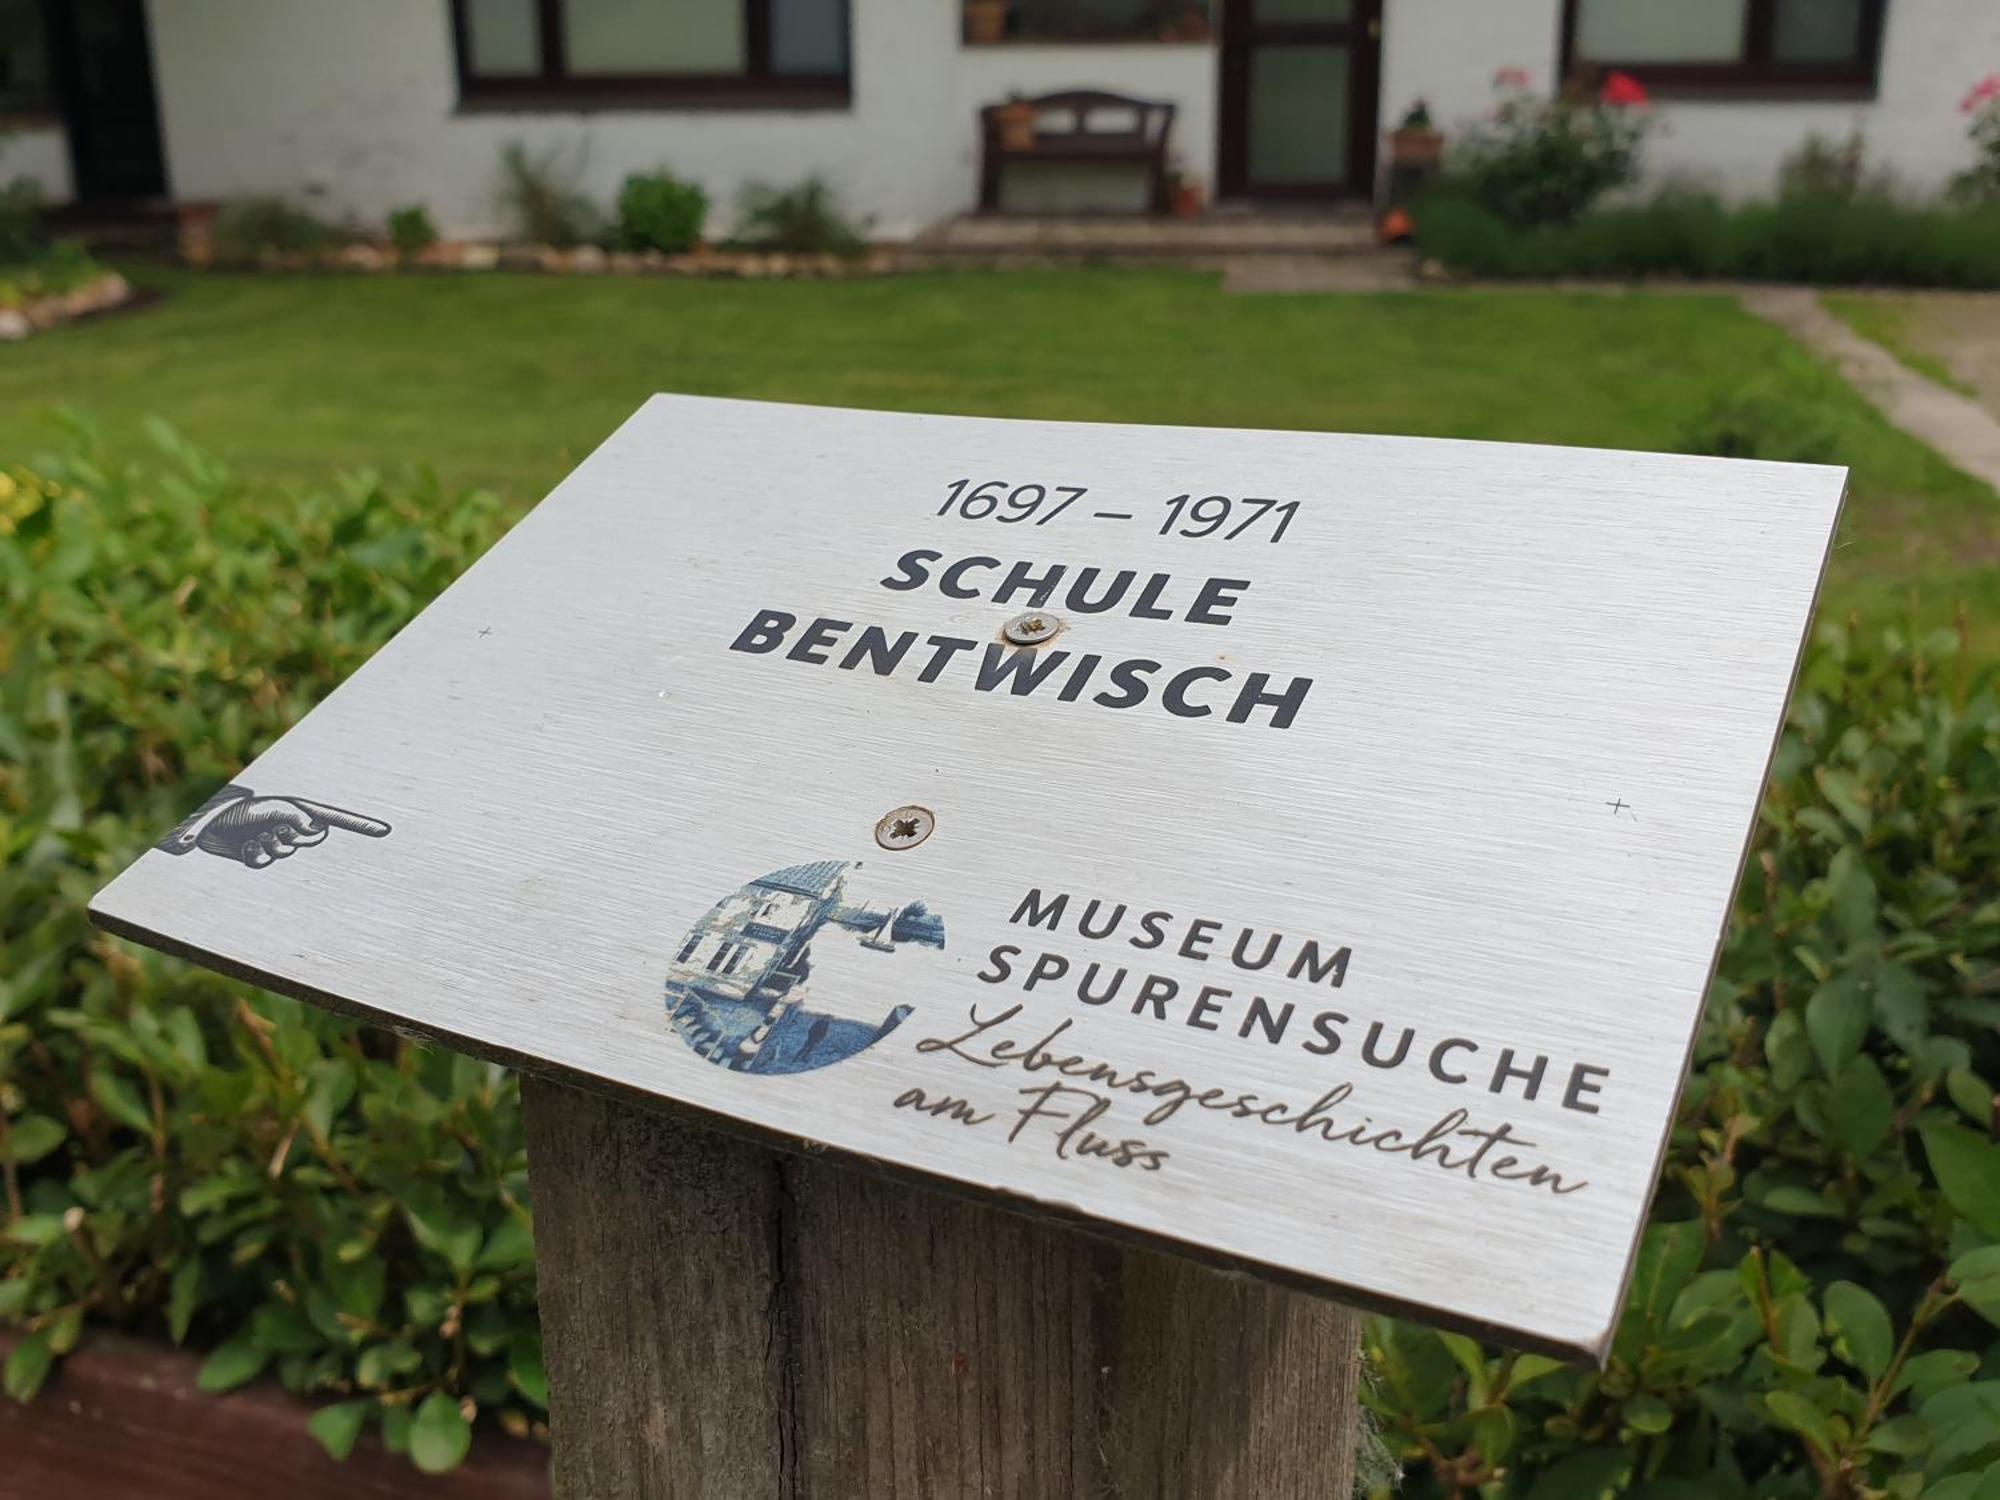 1697 – 1971
SCHULE
BENTWISCH
MUSEUM
SPURENSUCHE
Lebensgeschichten
am Fluss